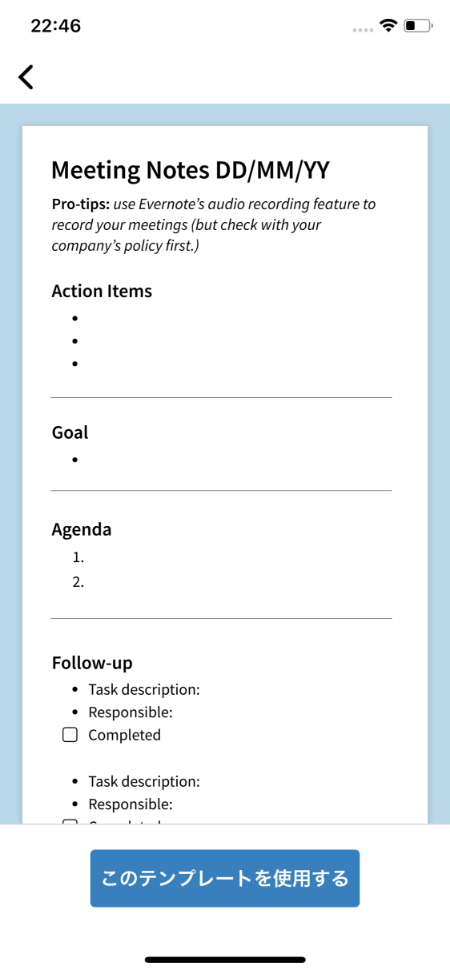 22:46
Meeting Notes DD/MM/YY
Pro-tips: use Evernote's audio recording feature to
record your meetings (but check with your
company's policy first.)
Action Items
•
•
•
Goal
•
Agenda
1.
2.
Follow-up
• Task description:
• Responsible:
Completed
• Task description:
• Responsible:
このテンプレートを使用する